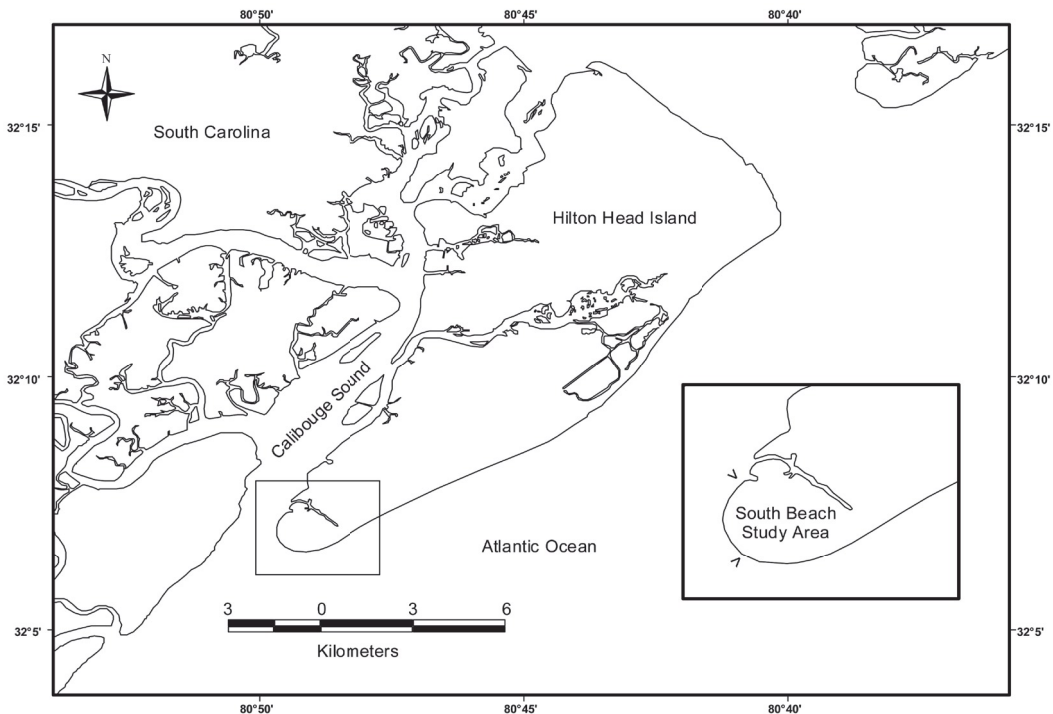 80°50' 80°45' 80°40'
N
32°15' 32°15'
South Carolina
Hilton Head Island
32°10' 32°10'
Calibouge Sound
South Beach
Study Area
Atlantic Ocean
3 0 3 6
Kilometers
32°5' 32°5'
80°50' 80°45' 80°40'